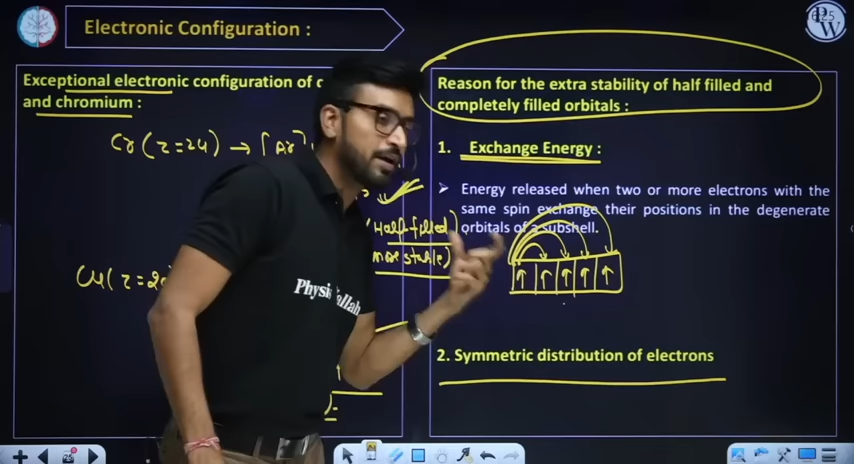 Electronic Configuration :
Exceptional electronic configuration of c
and chromium :
Cr (Z=24) → [Ar]
Half-filled)
more stable)
Cu (Z=2
Physi allah
Reason for the extra stability of half filled and
completely filled orbitals :
1. Exchange Energy :
➤ Energy released when two or more electrons with the
same spin exchange their positions in the degenerate
orbitals of a subshell.
2. Symmetric distribution of electrons